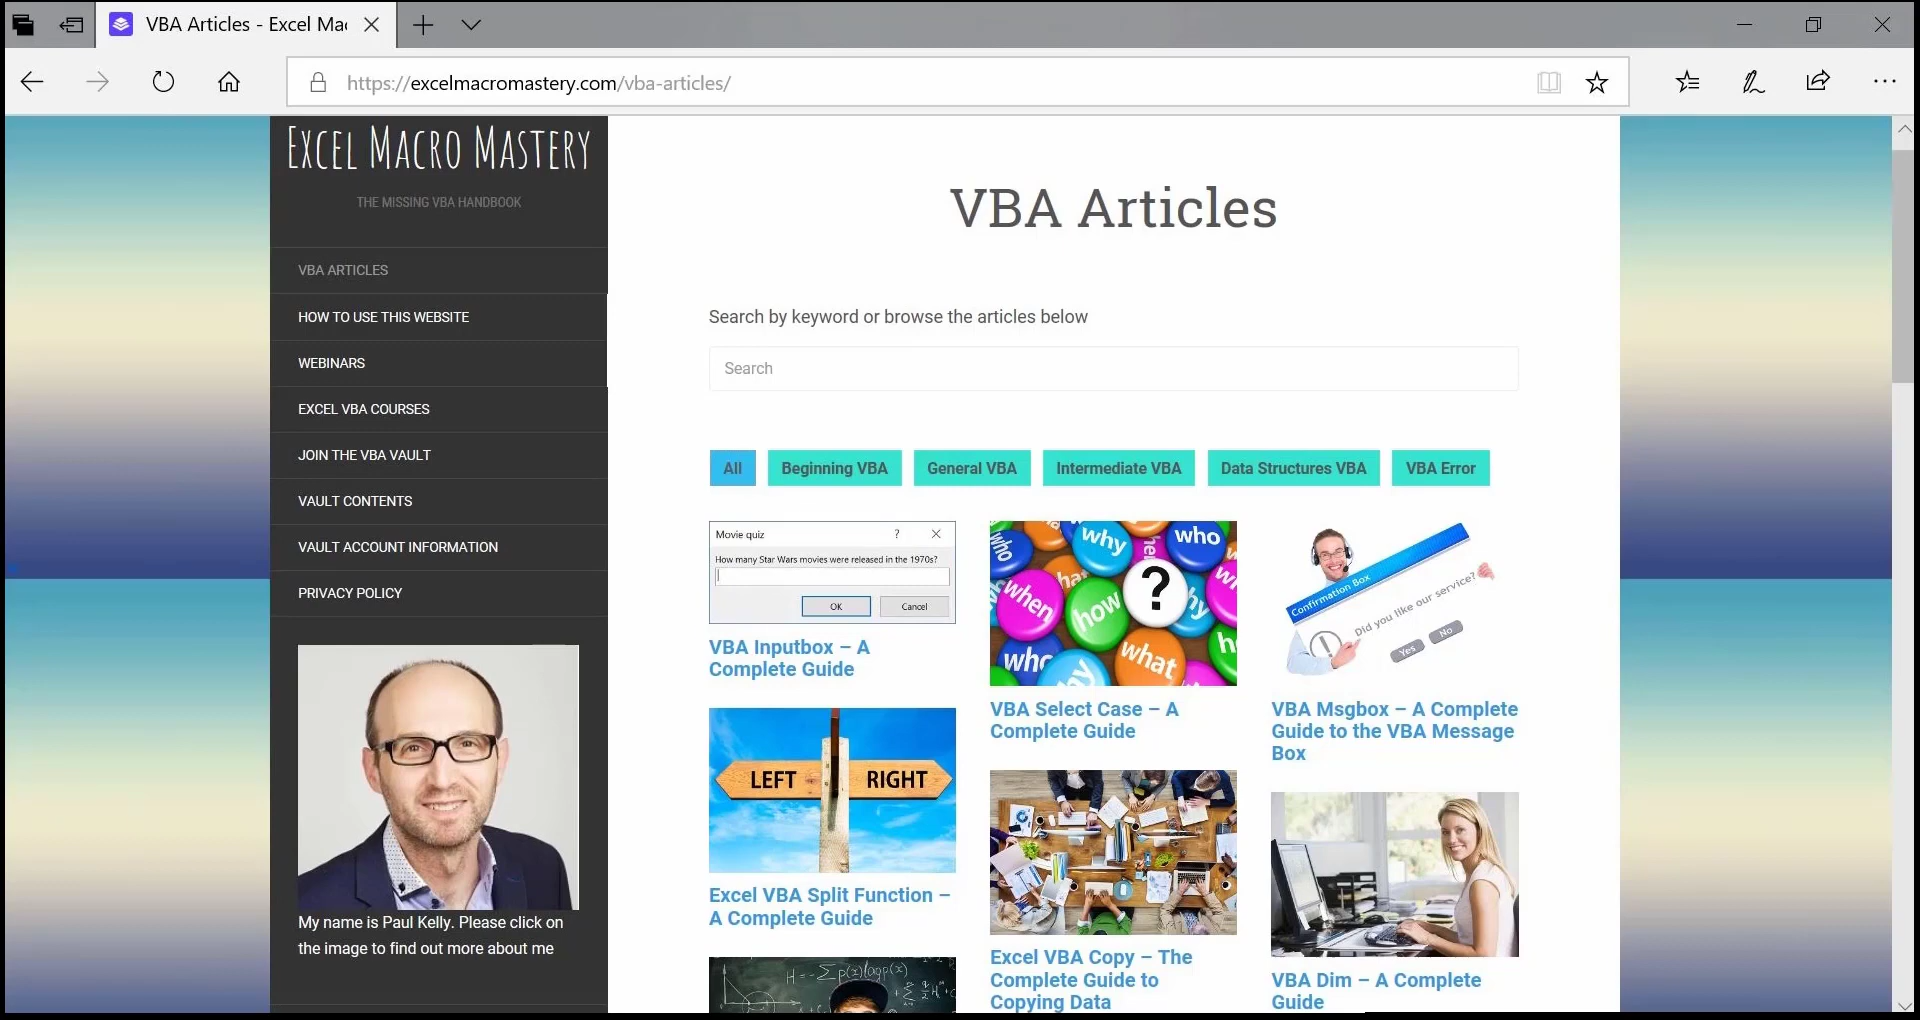 VBA Articles - Excel Mac
https://excelmacromastery.com/vba-articles/
EXCEL MACRO MASTERY
THE MISSING VBA HANDBOOK
VBA ARTICLES
HOW TO USE THIS WEBSITE
WEBINARS
EXCEL VBA COURSES
JOIN THE VBA VAULT
VAULT CONTENTS
VAULT ACCOUNT INFORMATION
PRIVACY POLICY
My name is Paul Kelly. Please click on
the image to find out more about me
VBA Articles
Search by keyword or browse the articles below
Search
All
Beginning VBA
General VBA
Intermediate VBA
Data Structures VBA
VBA Error
Movie quiz
How many Star Wars movies were released in the 1970s?
OK
Cancel
VBA Inputbox – A
Complete Guide
who
why
who
when
how
?
what
VBA Select Case – A
Complete Guide
Confirmation Box
Did you like our service?
Yes
No
VBA Msgbox – A Complete
Guide to the VBA Message
Box
LEFT
RIGHT
Excel VBA Split Function –
A Complete Guide
Excel VBA Copy – The
Complete Guide to
Copying Data
VBA Dim – A Complete
Guide